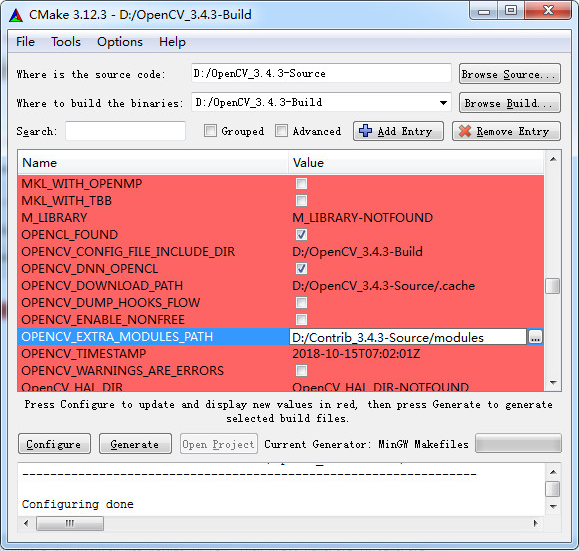 CMake 3.12.3 - D:/OpenCV_3.4.3-Build
File Tools Options Help
Where is the source code: D:/OpenCV_3.4.3-Source Browse Source...
Where to build the binaries: D:/OpenCV_3.4.3-Build Browse Build...
Search: Grouped Advanced Add Entry Remove Entry
Name Value
MKL_WITH_OPENMP
MKL_WITH_TBB
M_LIBRARY M_LIBRARY-NOTFOUND
OPENCL_FOUND
OPENCV_CONFIG_FILE_INCLUDE_DIR D:/OpenCV_3.4.3-Build
OPENCV_DNN_OPENCL
OPENCV_DOWNLOAD_PATH D:/OpenCV_3.4.3-Source/.cache
OPENCV_DUMP_HOOKS_FLOW
OPENCV_ENABLE_NONFREE
OPENCV_EXTRA_MODULES_PATH D:/Contrib_3.4.3-Source/modules ...
OPENCV_TIMESTAMP 2018-10-15T07:02:01Z
OPENCV_WARNINGS_ARE_ERRORS
OpenCV_HAL_DIR OpenCV_HAL_DIR-NOTFOUND
Press Configure to update and display new values in red, then press Generate to generate
selected build files.
Configure Generate Open Project Current Generator: MinGW Makefiles
Configuring done